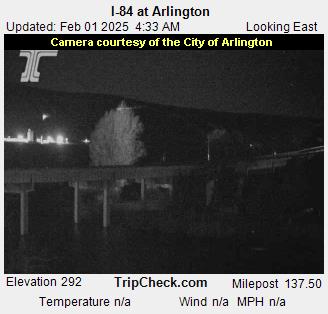 I-84 at Arlington
Updated: Feb 01 2025 4:33 AM Looking East
Camera courtesy of the City of Arlington
Elevation 292 TripCheck.com Milepost 137.50
Temperature n/a Wind n/a MPH n/a